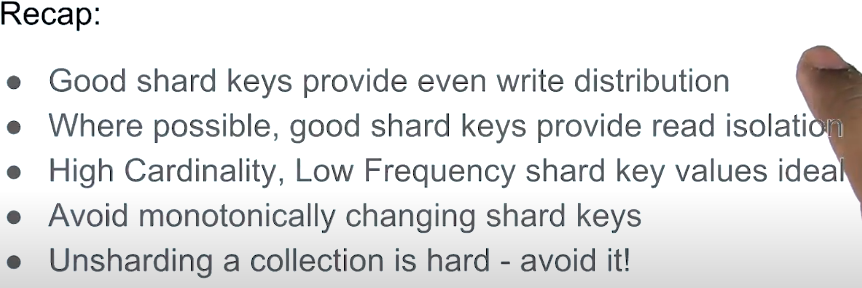 Recap:
● Good shard keys provide even write distribution
● Where possible, good shard keys provide read isolation
● High Cardinality, Low Frequency shard key values ideal
● Avoid monotonically changing shard keys
● Unsharding a collection is hard - avoid it!